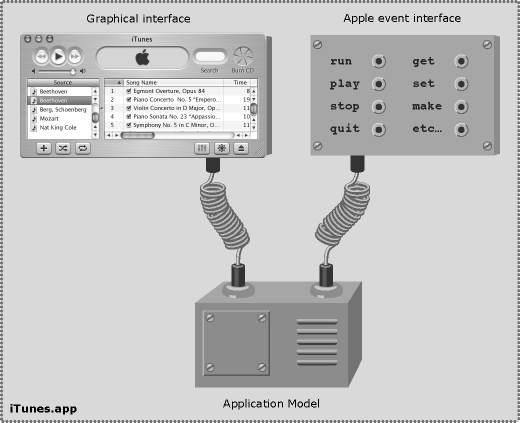 Graphical interface
Apple event interface
iTunes
Search
Burn CD
Source
Beethoven
Beethoven
Berg, Schoenberg
Mozart
Nat King Cole
Song Name
Time
1 Egmont Overture, Opus 84 8
2 Piano Concerto No. 5 "Empero... 19
3 Violin Concerto in D Major, Op... 11
4 Piano Sonata No. 23 "Appassio... 10
5 Symphony No. 5 in C Minor, O... 11
run get
play set
stop make
quit etc…
Application Model
iTunes.app